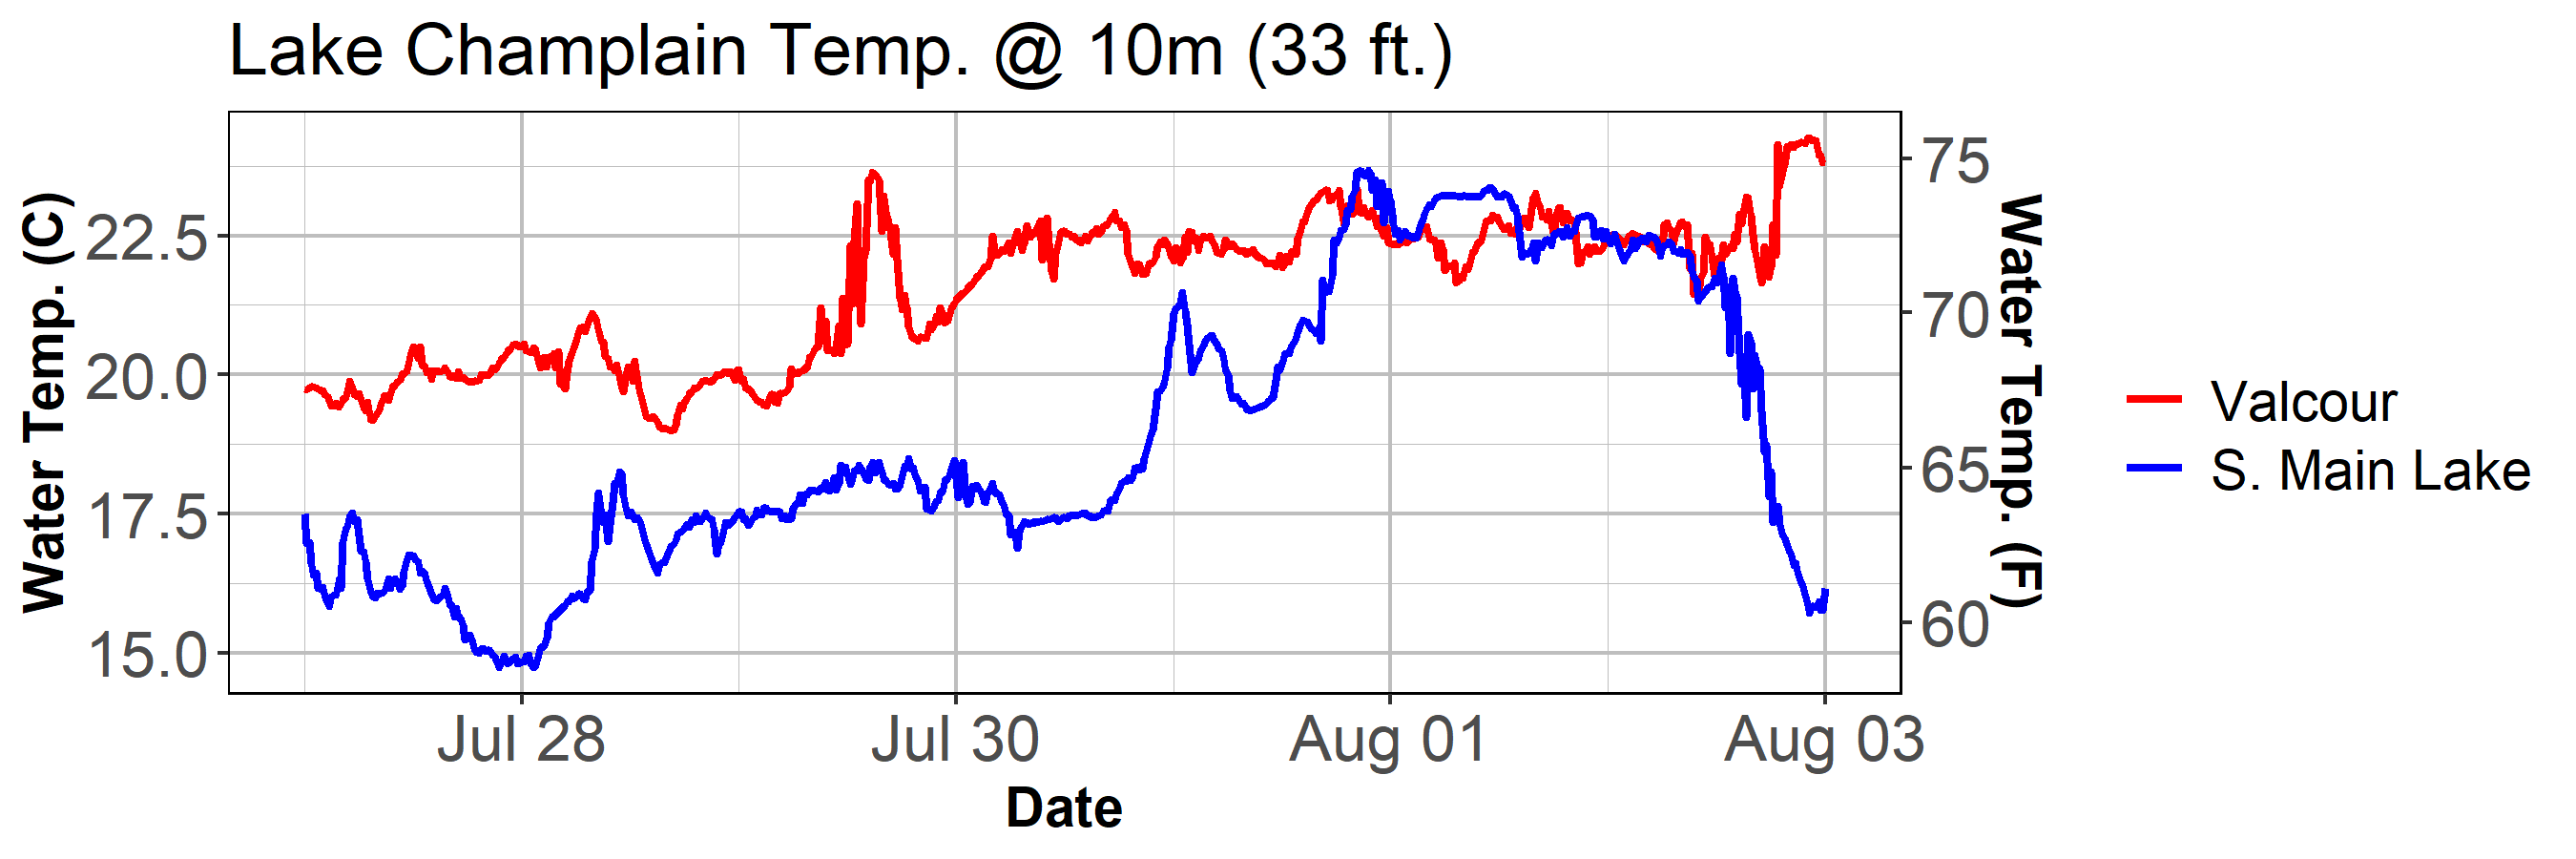 Lake Champlain Temp. @ 10m (33 ft.)
Water Temp. (C)
22.5
20.0
17.5
15.0
75
70
65
60
Water Temp. (F)
Jul 28
Jul 30
Aug 01
Aug 03
Date
Valcour
S. Main Lake